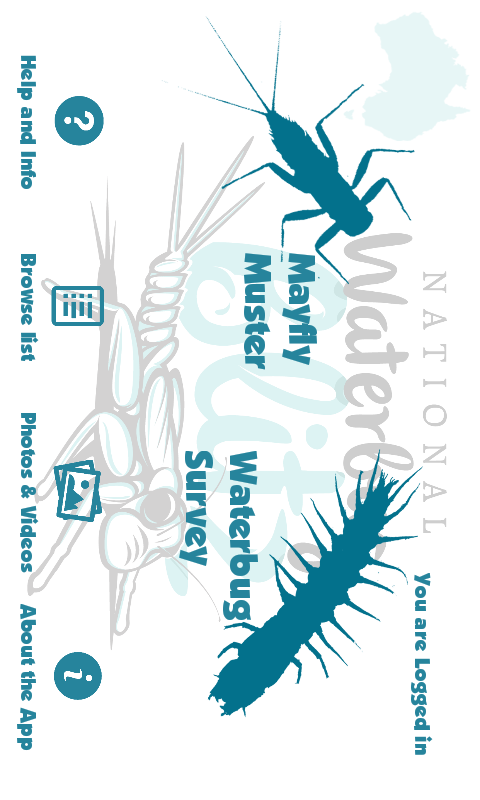 You are Logged in
NATIONAL
Waterb
Blitz
Mayfly
Muster
Waterbug
Survey
Help and Info
Browse list
Photos & Videos
About the App